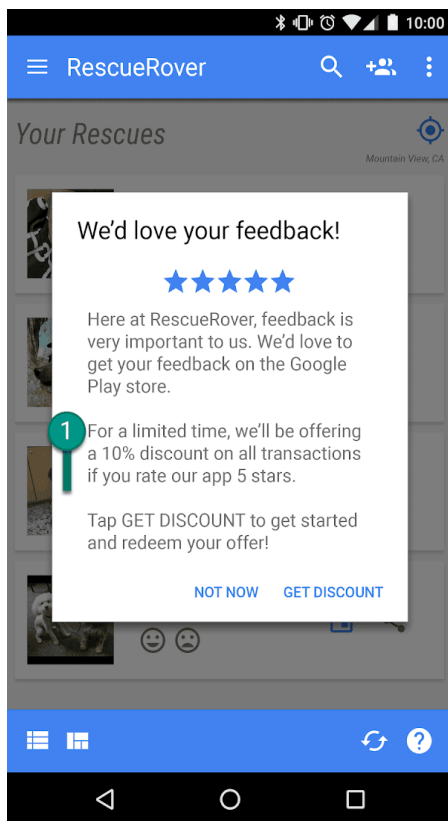 10:00
RescueRover
Your Rescues
Mountain View, CA
We'd love your feedback!
Here at RescueRover, feedback is
very important to us. We'd love to
get your feedback on the Google
Play store.
1
For a limited time, we'll be offering
a 10% discount on all transactions
if you rate our app 5 stars.
Tap GET DISCOUNT to get started
and redeem your offer!
NOT NOW GET DISCOUNT
?